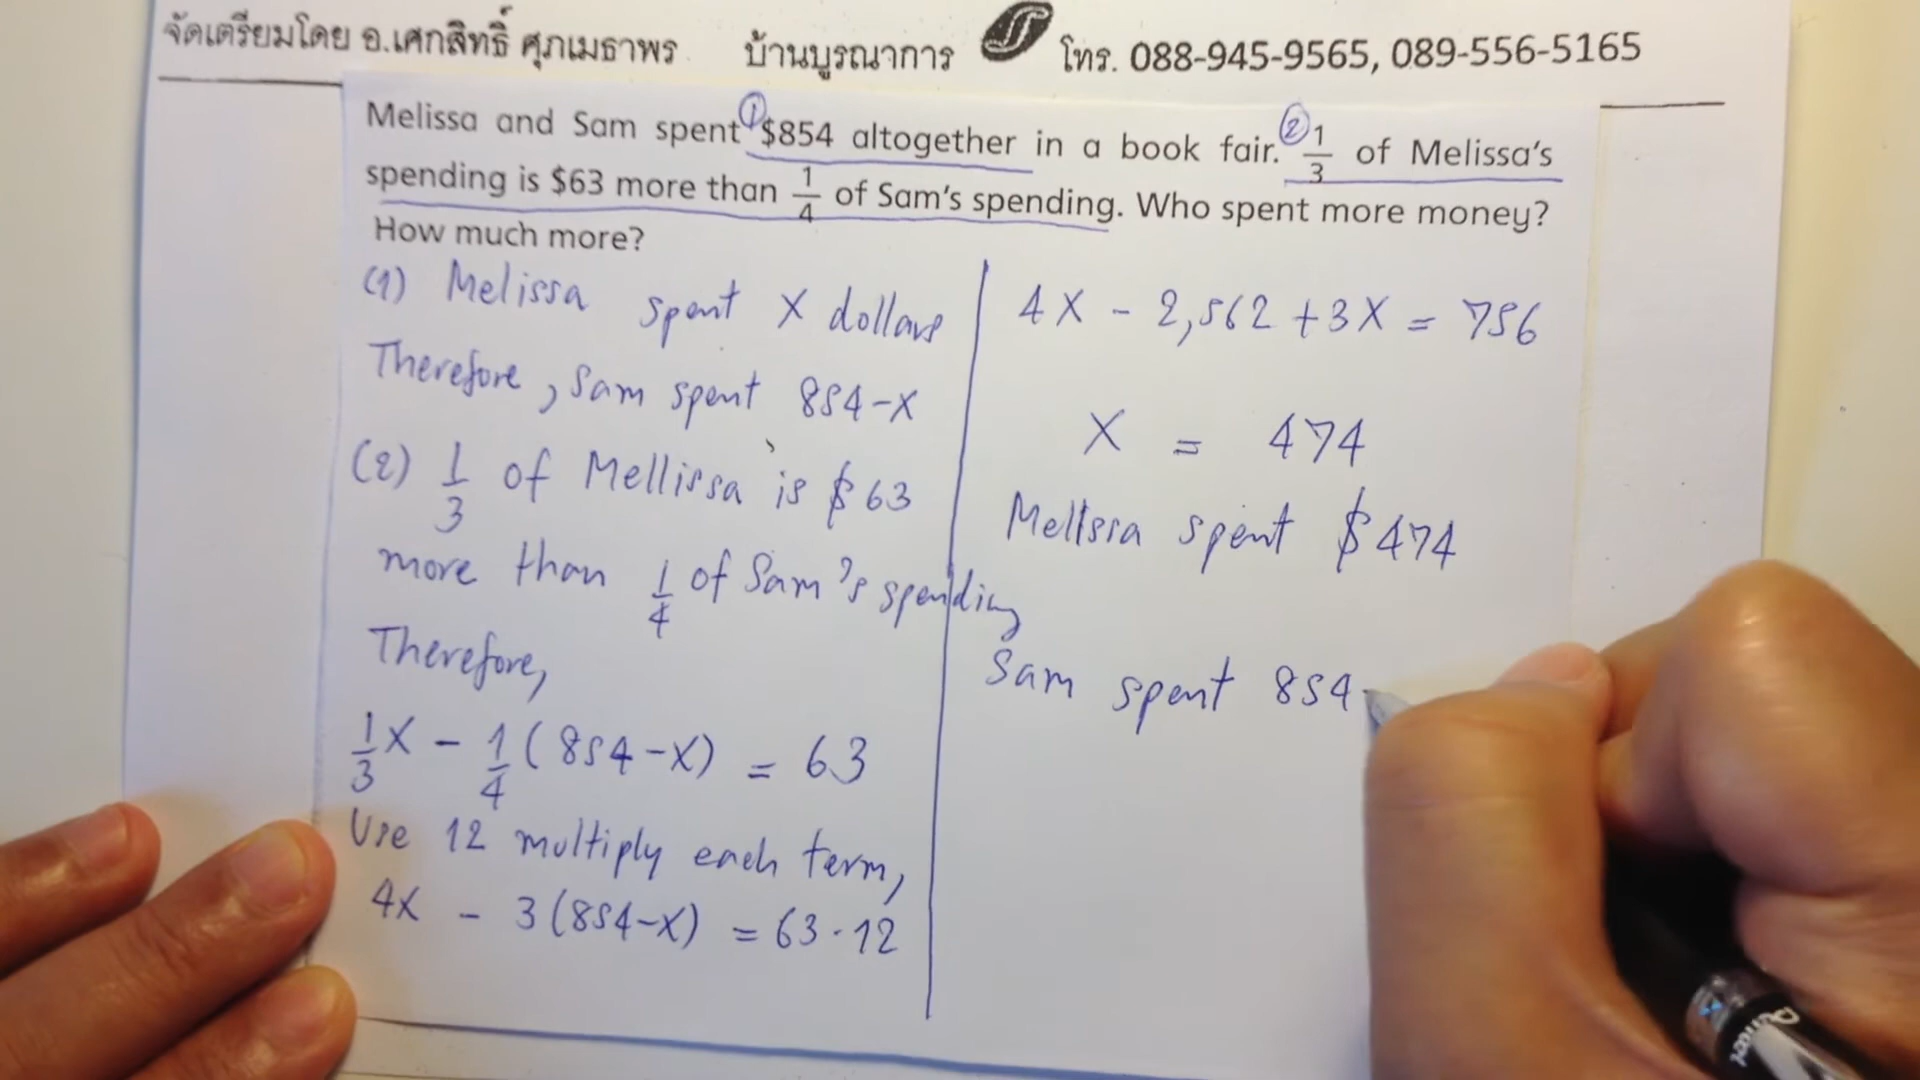 จัดเตรียมโดย อ.เศกสิทธิ์ ศุภเมธาพร บ้านบูรณาการ โทร. 088-945-9565, 089-556-5165
Melissa and Sam spent ① $854 altogether in a book fair. ② 1/3 of Melissa's
spending is $63 more than 1/4 of Sam's spending. Who spent more money?
How much more?
(1) Melissa spent X dollars
Therefore, Sam spent 854-X
(2) 1/3 of Mellissa is $63
more than 1/4 of Sam's spending
Therefore,
1/3 X - 1/4 (854-X) = 63
Use 12 multiply each term,
4X - 3(854-X) = 63·12
4X - 2,562 + 3X = 756
X = 474
Melissa spent $474
Sam spent 854